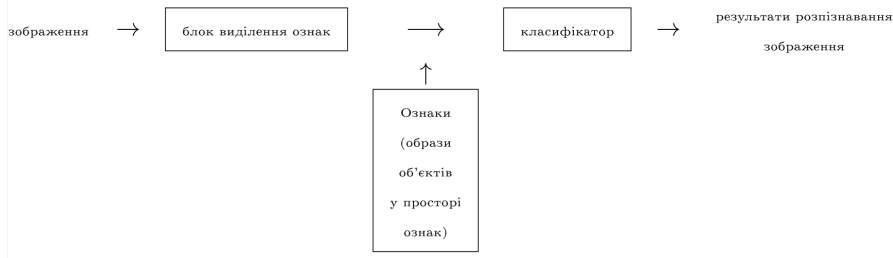 зображення
блок виділення ознак
класифікатор
результати розпізнавання
зображення
Ознаки
(образи
об'єктів
у просторі
ознак)